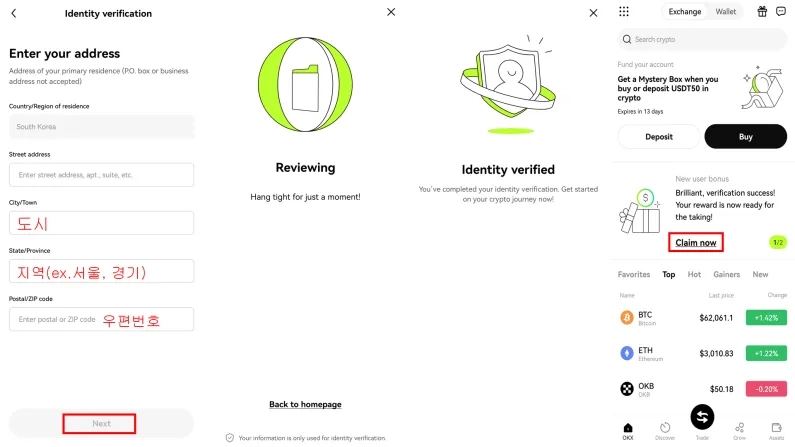 Identity verification
Enter your address
Address of your primary residence (P.O. box or business
address not accepted)
Country/Region of residence
South Korea
Street address
Enter street address, apt., suite, etc.
City/Town
도시
State/Province
지역(ex.서울, 경기)
Postal/ZIP code
Enter postal or ZIP code 우편번호
Next
Reviewing
Hang tight for just a moment!
Back to homepage
Your information is only used for identity verification.
Identity verified
You've completed your identity verification. Get started
on your crypto journey now!
Exchange Wallet
Search crypto
Fund your account
Get a Mystery Box when you
buy or deposit USDT50 in
crypto
Expires in 13 days
Deposit Buy
New user bonus
Brilliant, verification success!
Your reward is now ready for
the taking!
Claim now 1/2
Favorites Top Hot Gainers New
Name Last price Change
BTC $62,061.1 +1.42%
Bitcoin
ETH $3,010.83 +1.22%
Ethereum
OKB $50.18 -0.20%
OKB
OKX Discover Trade Grow Assets